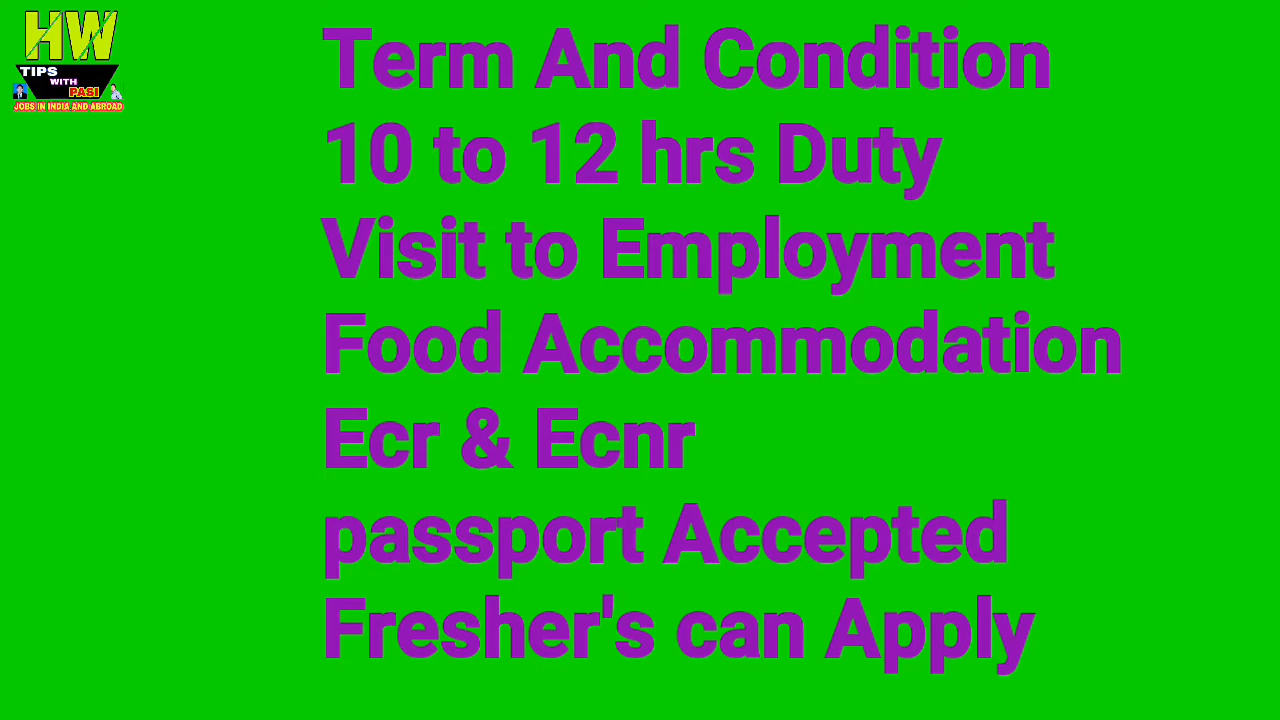 HW
TIPS
WITH
PASI
JOBS IN INDIA AND ABROAD
Term And Condition
10 to 12 hrs Duty
Visit to Employment
Food Accommodation
Ecr & Ecnr
passport Accepted
Fresher's can Apply